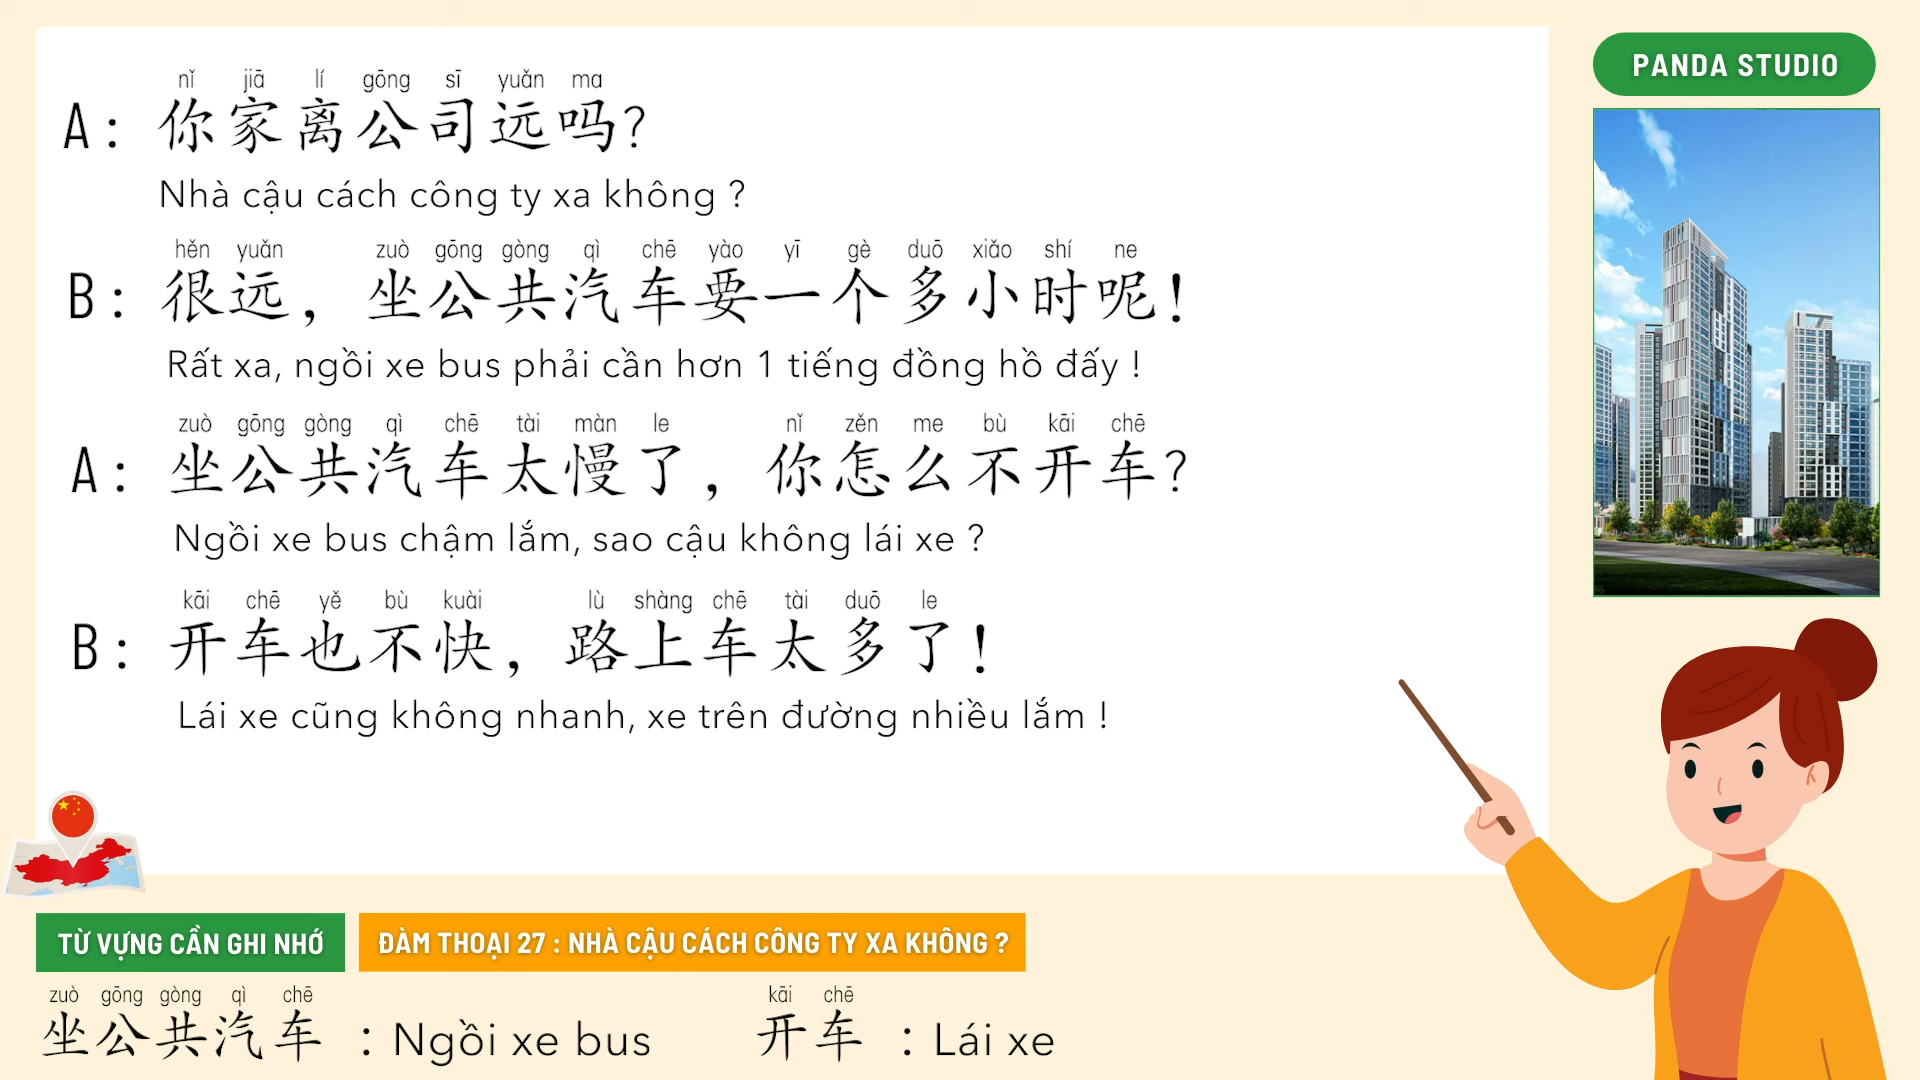 PANDA STUDIO
nǐ jiā lí gōng sī yuǎn ma
A : 你家离公司远吗?
Nhà cậu cách công ty xa không ?
hěn yuǎn zuò gōng gòng qì chē yào yī gè duō xiǎo shí ne
B : 很远，坐公共汽车要一个多小时呢!
Rất xa, ngồi xe bus phải cần hơn 1 tiếng đồng hồ đấy !
zuò gōng gòng qì chē tài màn le nǐ zěn me bù kāi chē
A : 坐公共汽车太慢了，你怎么不开车?
Ngồi xe bus chậm lắm, sao cậu không lái xe ?
kāi chē yě bù kuài lù shàng chē tài duō le
B : 开车也不快，路上车太多了!
Lái xe cũng không nhanh, xe trên đường nhiều lắm !
TỪ VỰNG CẦN GHI NHỚ
ĐÀM THOẠI 27 : NHÀ CẬU CÁCH CÔNG TY XA KHÔNG ?
zuò gōng gòng qì chē
坐公共汽车 : Ngồi xe bus
kāi chē
开车 : Lái xe